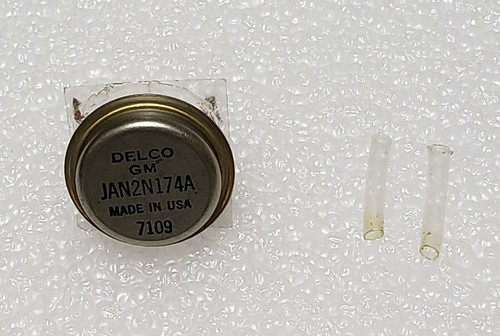 DELCO
GM
JAN2N174A
MADE IN USA
7109